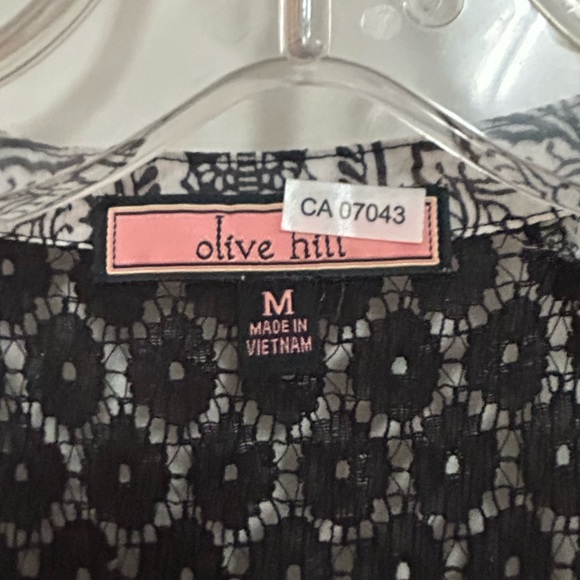 CA 07043
olive hill
M
MADE IN
VIETNAM